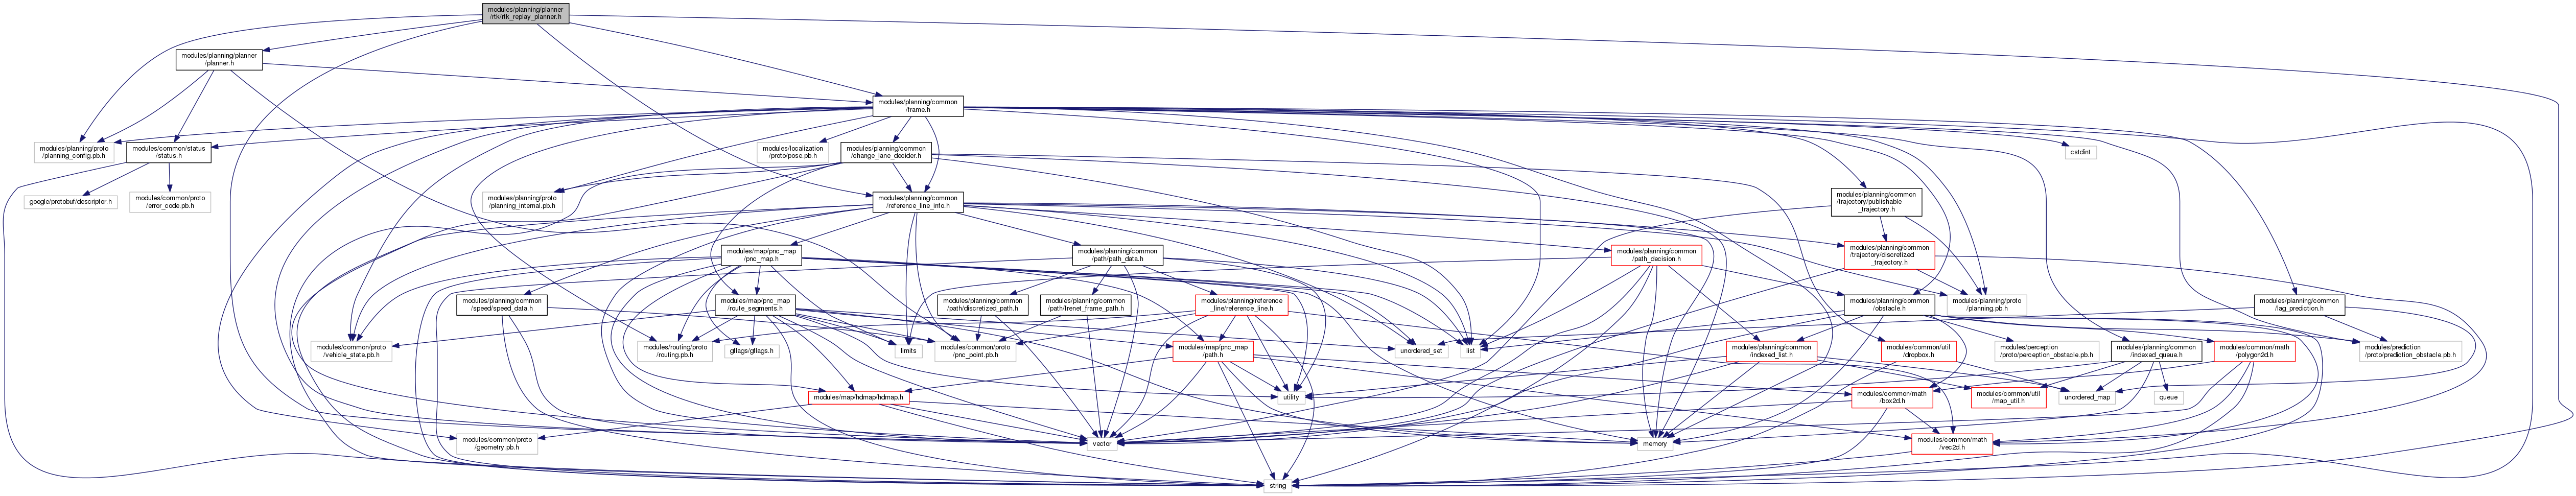 modules/planning/planner
/rtk/rtk_replay_planner.h
modules/planning/planner
/planner.h
modules/planning/common
/frame.h
modules/planning/proto
/planning_config.pb.h
modules/common/status
/status.h
modules/localization
/proto/pose.pb.h
modules/planning/common
/change_lane_decider.h
cstdint
google/protobuf/descriptor.h
modules/common/proto
/error_code.pb.h
modules/planning/proto
/planning_internal.pb.h
modules/planning/common
/reference_line_info.h
modules/planning/common
/trajectory/publishable
_trajectory.h
modules/map/pnc_map
/pnc_map.h
modules/planning/common
/path/path_data.h
modules/planning/common
/path_decision.h
modules/planning/common
/trajectory/discretized
_trajectory.h
modules/planning/common
/speed/speed_data.h
modules/map/pnc_map
/route_segments.h
modules/planning/common
/path/discretized_path.h
modules/planning/common
/path/frenet_frame_path.h
modules/planning/reference
_line/reference_line.h
modules/planning/common
/obstacle.h
modules/planning/proto
/planning.pb.h
modules/planning/common
/lag_prediction.h
modules/common/proto
/vehicle_state.pb.h
modules/routing/proto
/routing.pb.h
gflags/gflags.h
limits
modules/common/proto
/pnc_point.pb.h
modules/map/pnc_map
/path.h
unordered_set
list
modules/planning/common
/indexed_list.h
modules/common/util
/dropbox.h
modules/perception
/proto/perception_obstacle.pb.h
modules/planning/common
/indexed_queue.h
modules/common/math
/polygon2d.h
modules/prediction
/proto/prediction_obstacle.pb.h
modules/map/hdmap/hdmap.h
utility
modules/common/math
/box2d.h
modules/common/util
/map_util.h
unordered_map
queue
modules/common/proto
/geometry.pb.h
vector
memory
modules/common/math
/vec2d.h
string